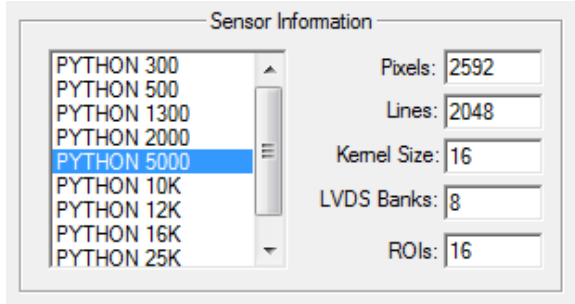 Sensor Information
PYTHON 300
PYTHON 500
PYTHON 1300
PYTHON 2000
PYTHON 5000
PYTHON 10K
PYTHON 12K
PYTHON 16K
PYTHON 25K
Pixels: 2592
Lines: 2048
Kernel Size: 16
LVDS Banks: 8
ROIs: 16